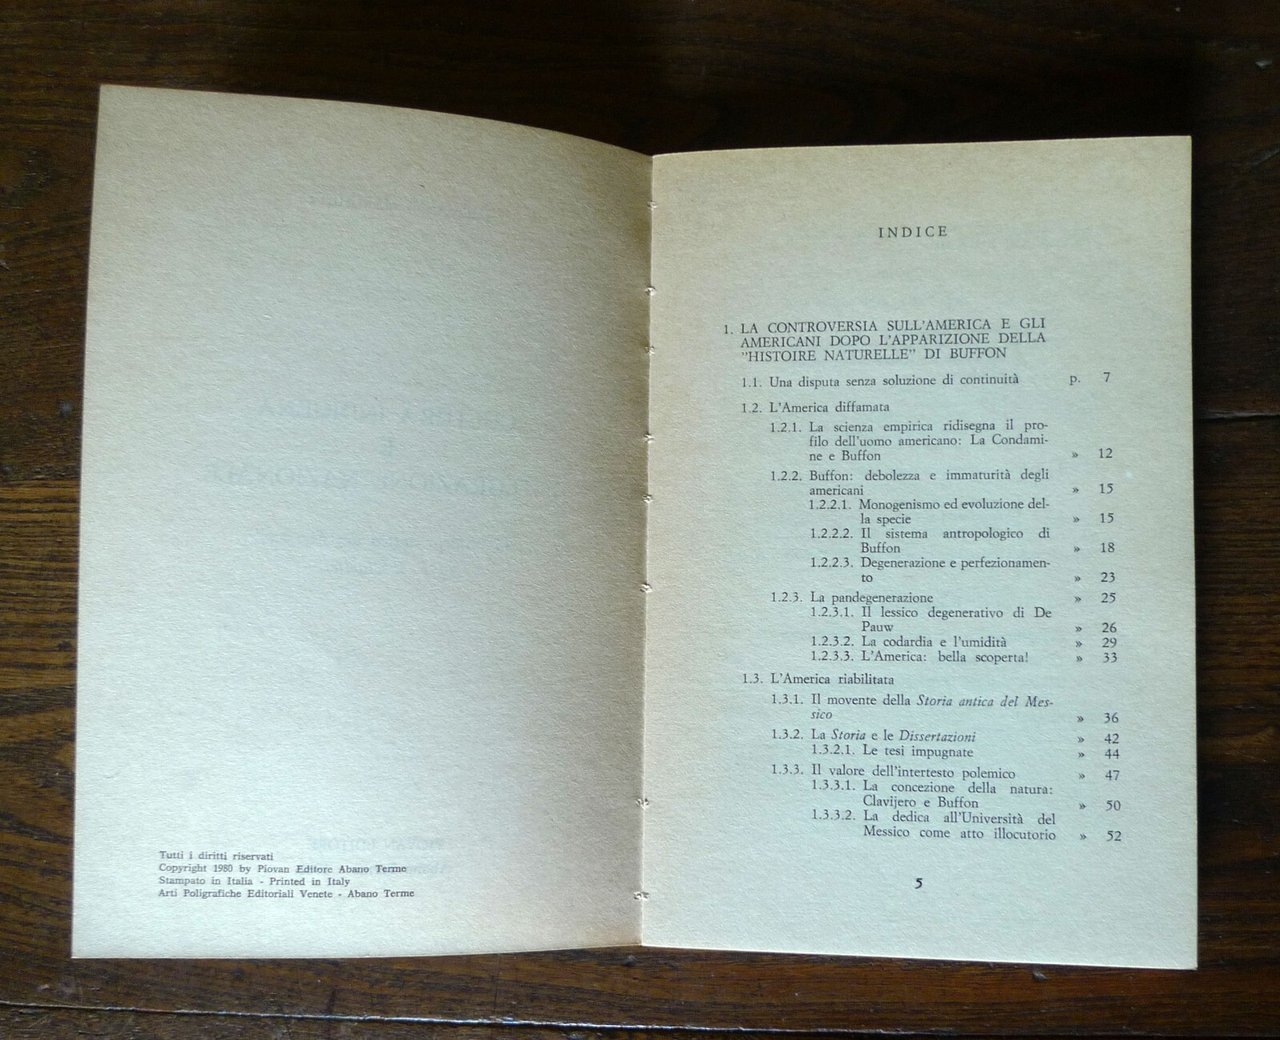 Tutti i diritti riservati
Copyright 1980 by Piovan Editore Abano Terme
Stampato in Italia - Printed in Italy
Arti Poligrafiche Editoriali Venete - Abano Terme
INDICE
1. LA CONTROVERSIA SULL'AMERICA E GLI
AMERICANI DOPO L'APPARIZIONE DELLA
"HISTOIRE NATURELLE" DI BUFFON
1.1. Una disputa senza soluzione di continuità p. 7
1.2. L'America diffamata
1.2.1. La scienza empirica ridisegna il pro-
filo dell'uomo americano: La Condami-
ne e Buffon » 12
1.2.2. Buffon: debolezza e immaturità degli
americani » 15
1.2.2.1. Monogenismo ed evoluzione del-
la specie » 15
1.2.2.2. Il sistema antropologico di
Buffon » 18
1.2.2.3. Degenerazione e perfezionamen-
to » 23
1.2.3. La pandegenerazione » 25
1.2.3.1. Il lessico degenerativo di De
Pauw » 26
1.2.3.2. La codardia e l'umidità » 29
1.2.3.3. L'America: bella scoperta! » 33
1.3. L'America riabilitata
1.3.1. Il movente della Storia antica del Mes-
sico » 36
1.3.2. La Storia e le Dissertazioni » 42
1.3.2.1. Le tesi impugnate » 44
1.3.3. Il valore dell'intertesto polemico » 47
1.3.3.1. La concezione della natura:
Clavijero e Buffon » 50
1.3.3.2. La dedica all'Università del
Messico come atto illocutorio » 52
5